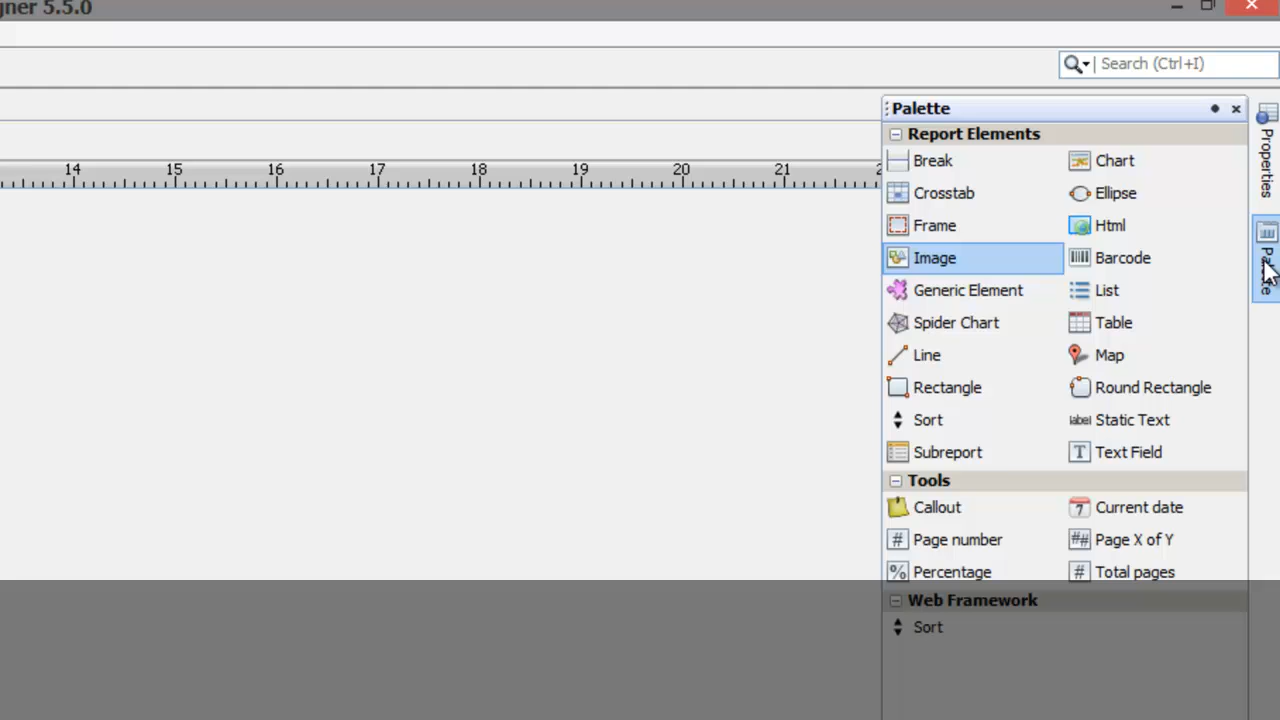 gner 5.5.0
Search (Ctrl+I)
Palette
Report Elements
Break Chart
14 15 16 17 18 19 20 21 2
Crosstab Ellipse
Frame Html
Image Barcode
Generic Element List
Spider Chart Table
Line Map
Rectangle Round Rectangle
Sort label Static Text
Subreport T Text Field
Tools
Callout 7 Current date
# Page number ## Page X of Y
% Percentage # Total pages
Web Framework
Sort
Properties
Palette